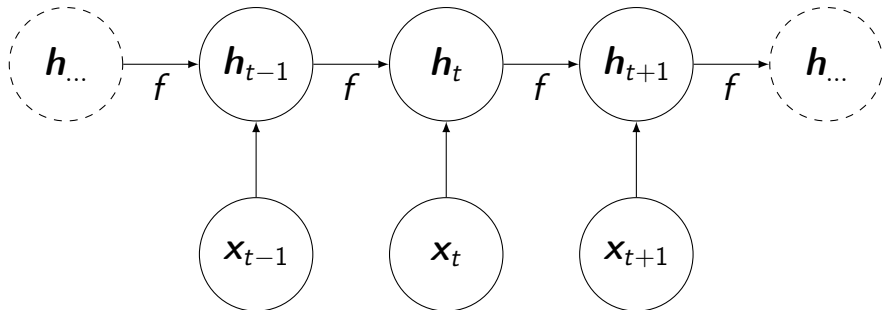 h... h_{t−1} h_t h_{t+1} h...
f f f f
x_{t−1} x_t x_{t+1}